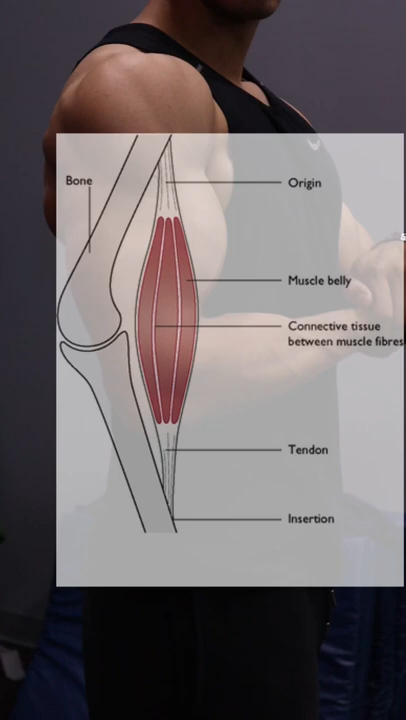 Bone
Origin
Muscle belly
Connective tissue
between muscle fibres
Tendon
Insertion